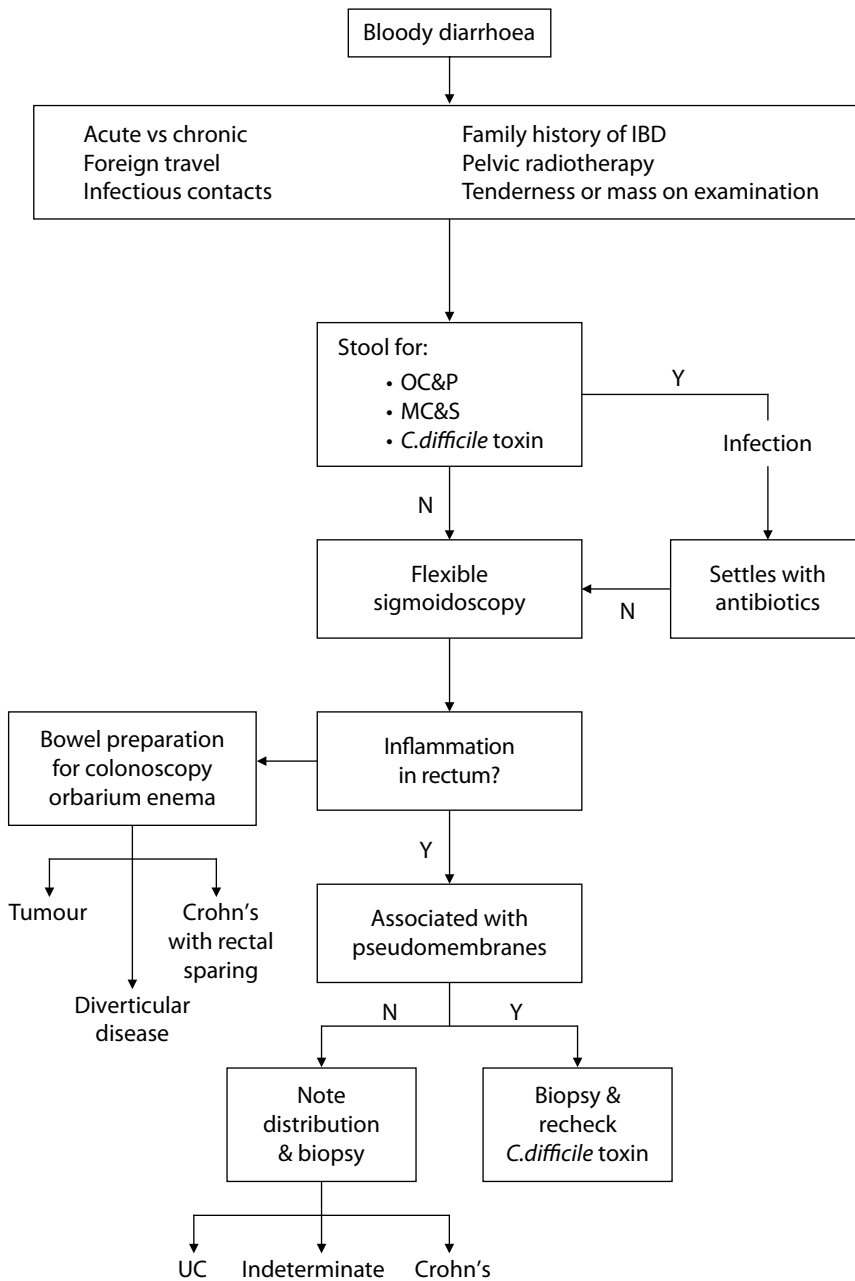 Bloody diarrhoea
Acute vs chronic
Foreign travel
Infectious contacts
Family history of IBD
Pelvic radiotherapy
Tenderness or mass on examination
Stool for:
• OC&P
• MC&S
• C.difficile toxin
Y
Infection
N
Flexible
sigmoidoscopy
Settles with
antibiotics
N
Bowel preparation
for colonoscopy
orbarium enema
Inflammation
in rectum?
Y
Tumour
Crohn's
with rectal
sparing
Diverticular
disease
Associated with
pseudomembranes
N
Y
Note
distribution
& biopsy
Biopsy &
recheck
C.difficile toxin
UC
Indeterminate
Crohn's